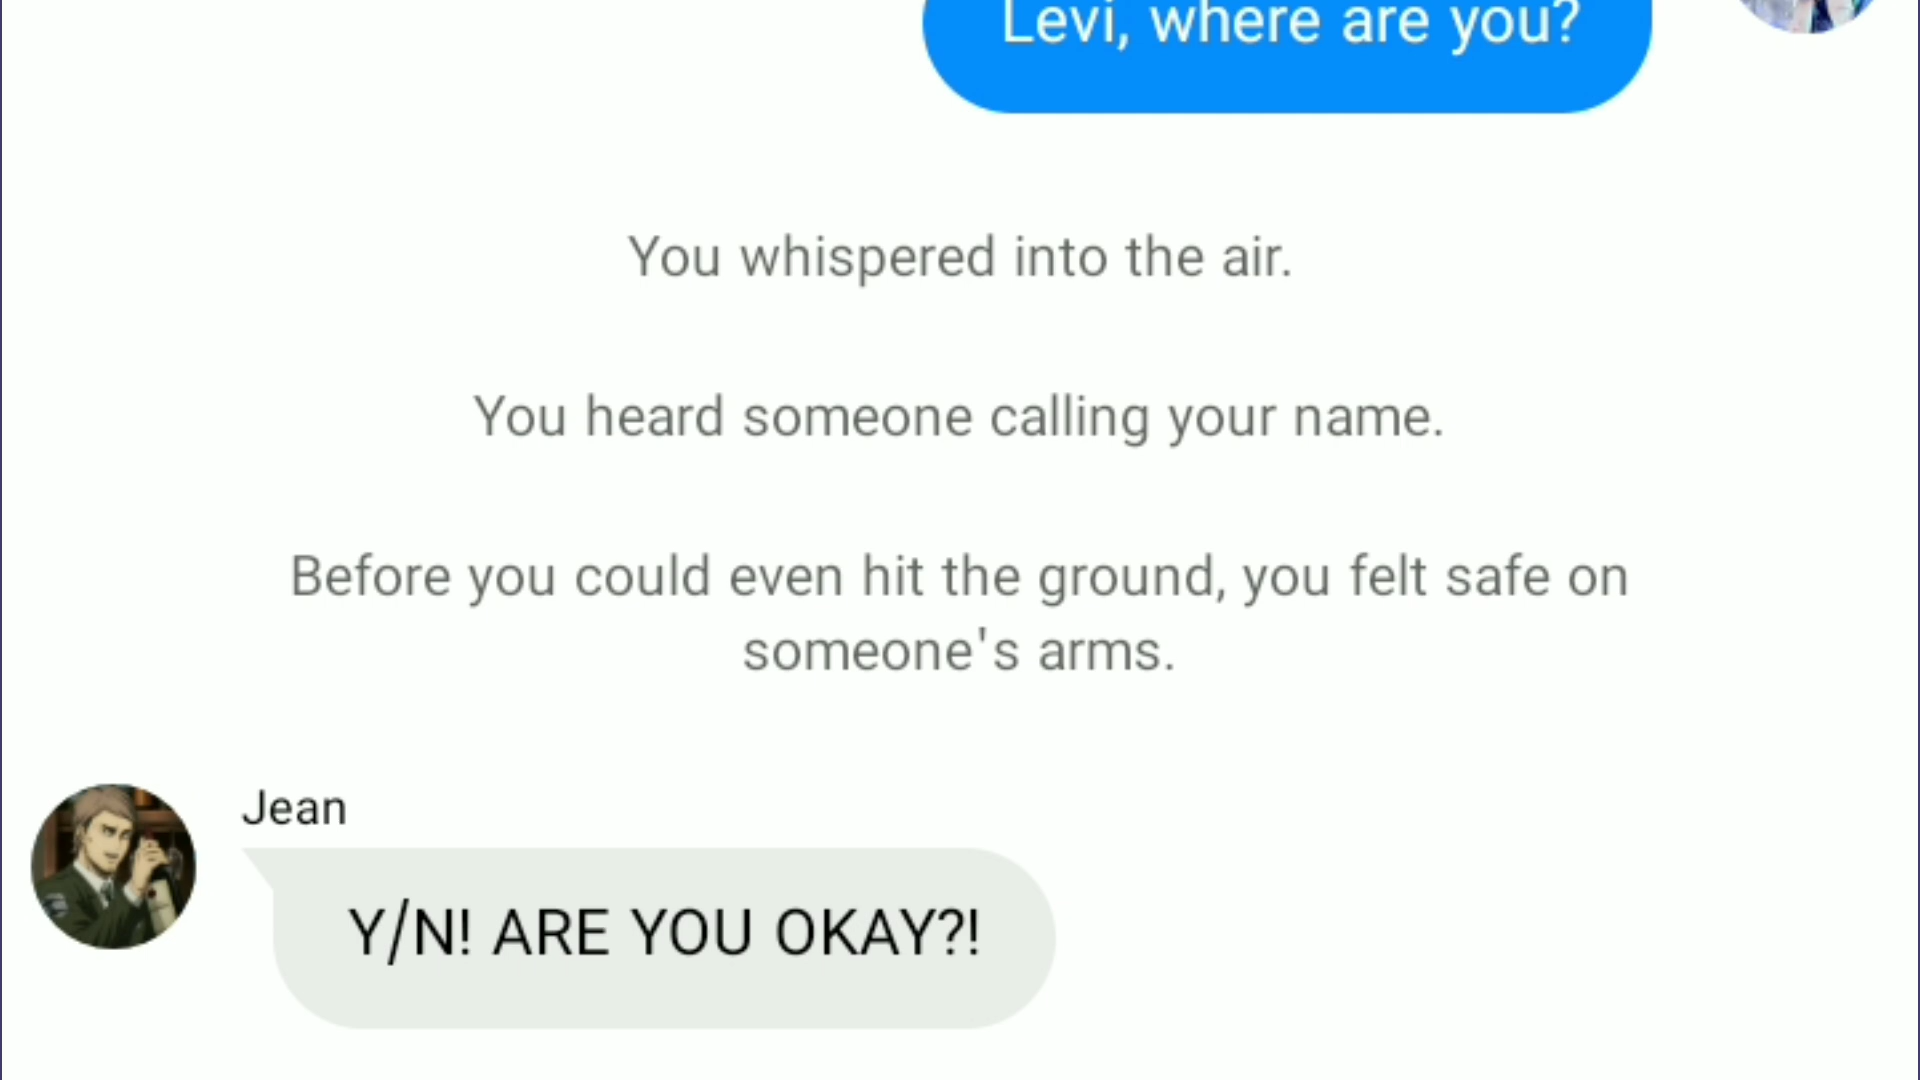 Levi, where are you?
You whispered into the air.
You heard someone calling your name.
Before you could even hit the ground, you felt safe on
someone's arms.
Jean
Y/N! ARE YOU OKAY?!